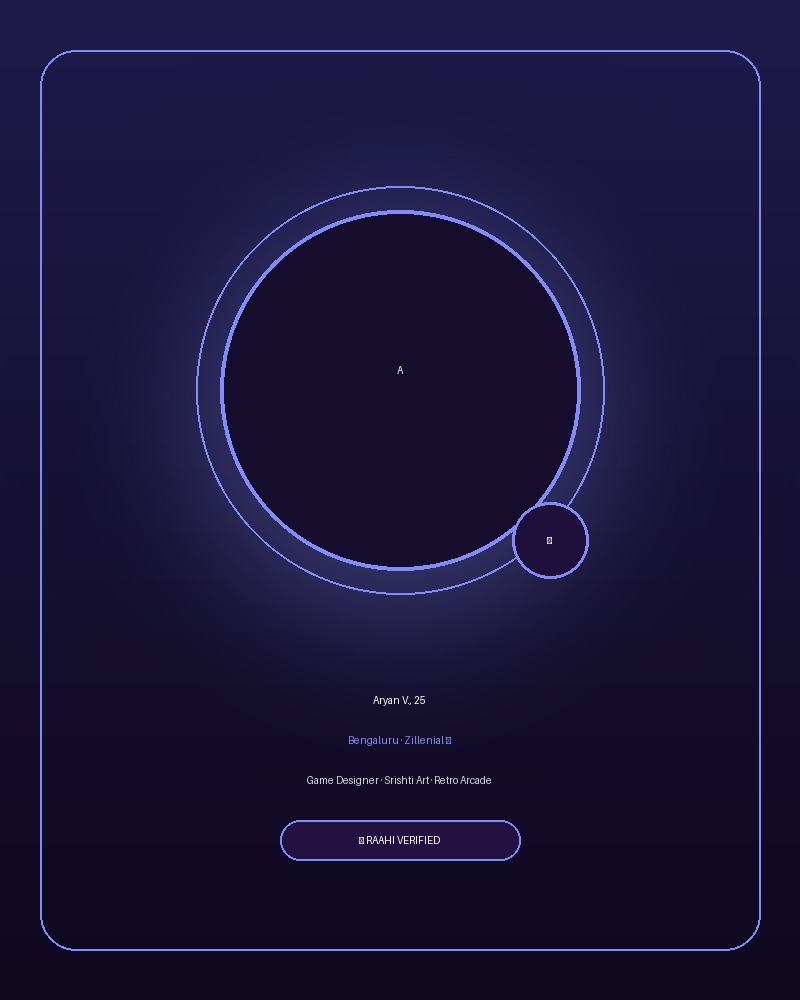 A
Aryan V., 25
Bengaluru · Zillenial
Game Designer · Srishti Art · Retro Arcade
RAAHI VERIFIED